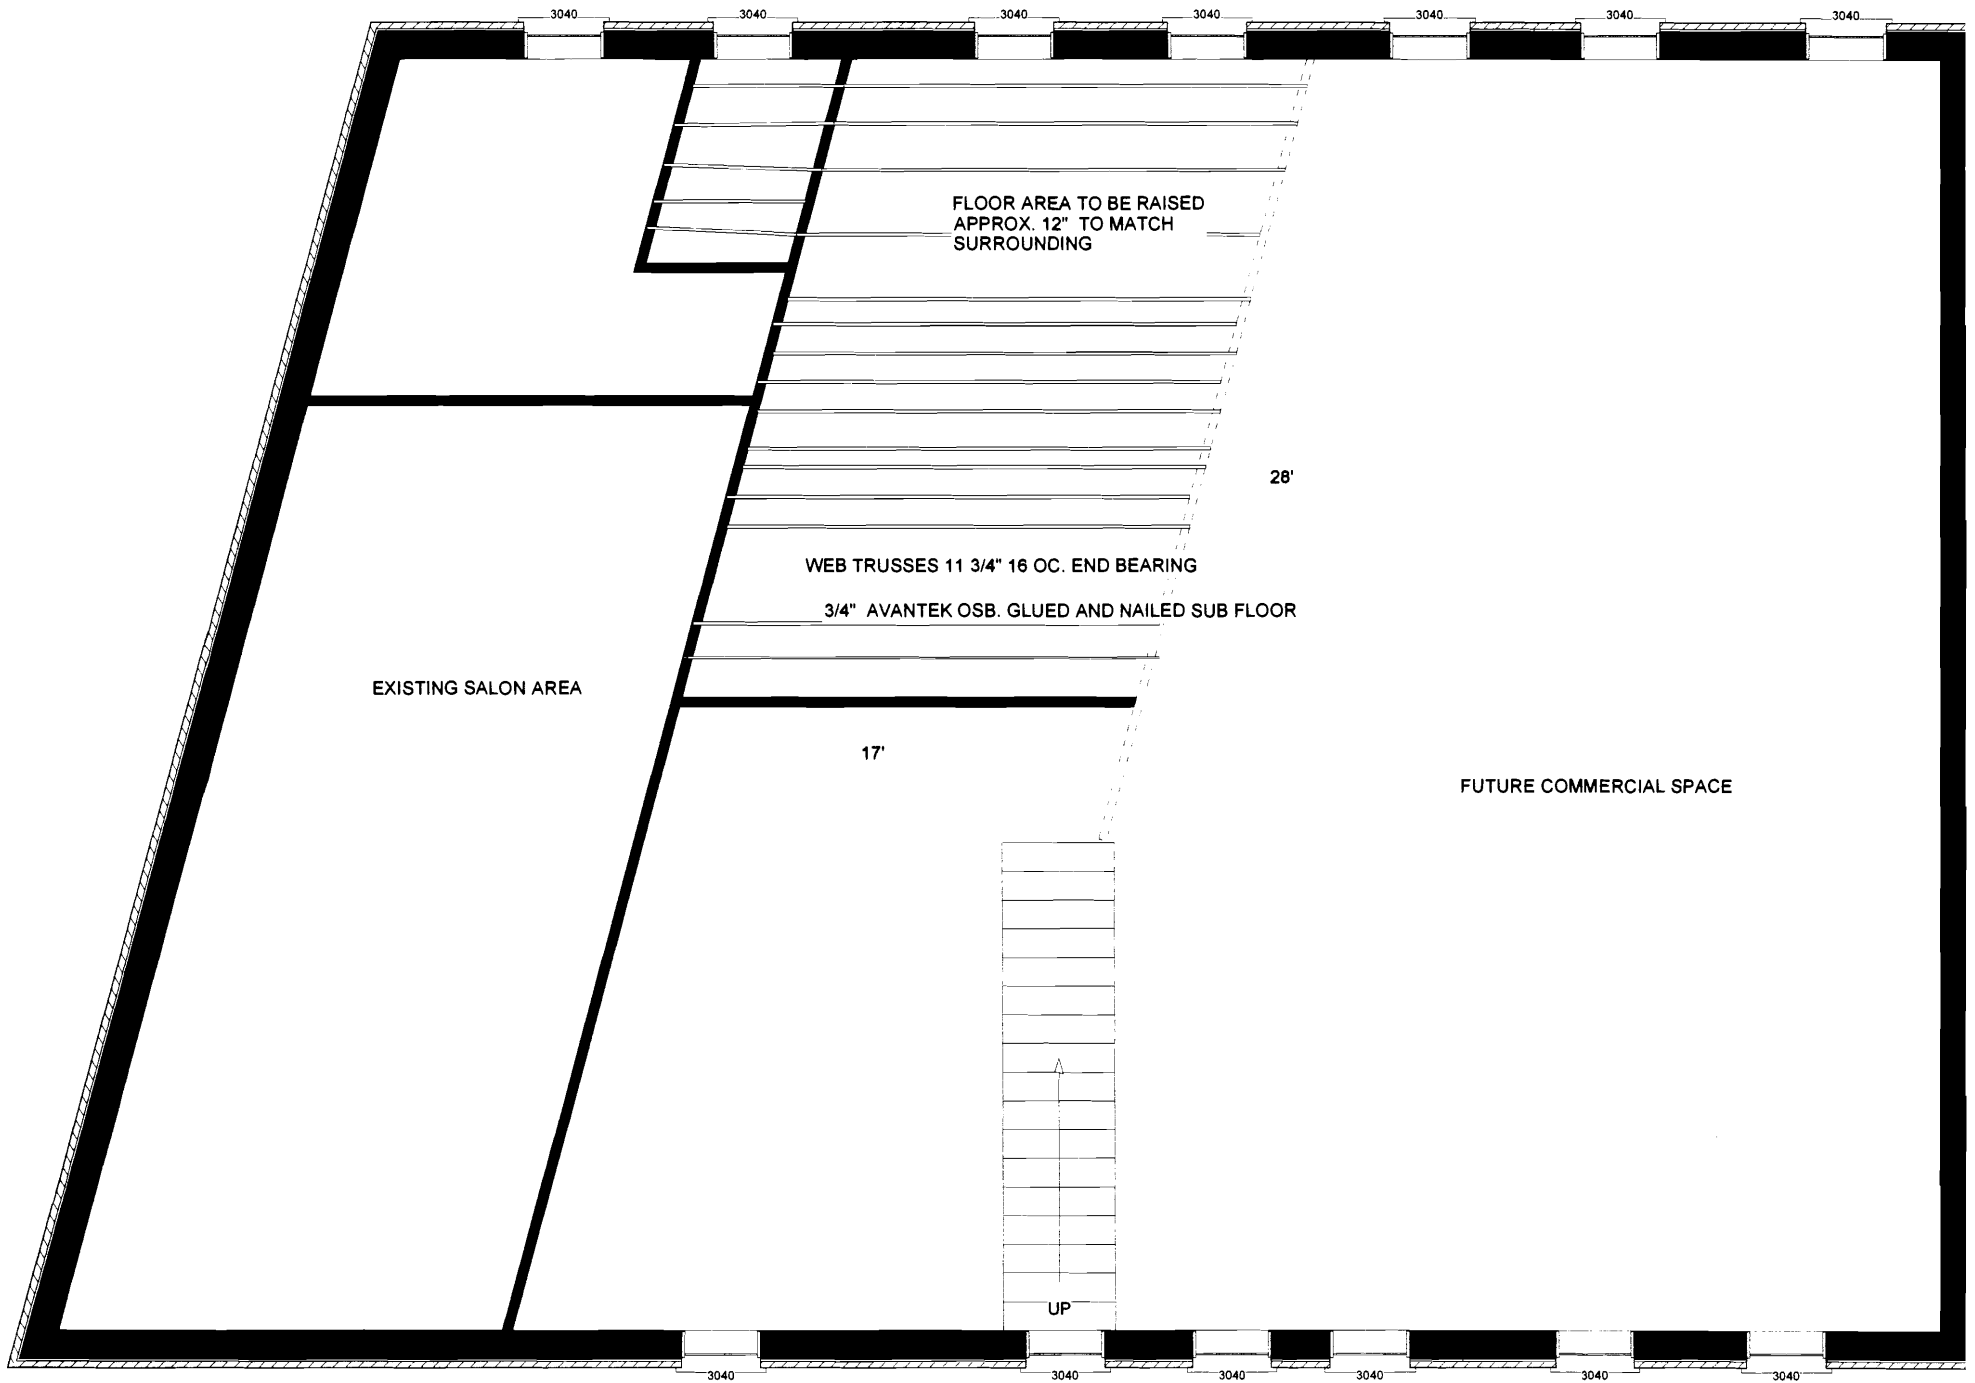 3040 3040 3040 3040 3040 3040 3040
FLOOR AREA TO BE RAISED
APPROX. 12" TO MATCH
SURROUNDING
28'
WEB TRUSSES 11 3/4" 16 OC. END BEARING
3/4" AVANTEK OSB. GLUED AND NAILED SUB FLOOR
EXISTING SALON AREA
17'
FUTURE COMMERCIAL SPACE
UP
3040 3040 3040 3040 3040 3040